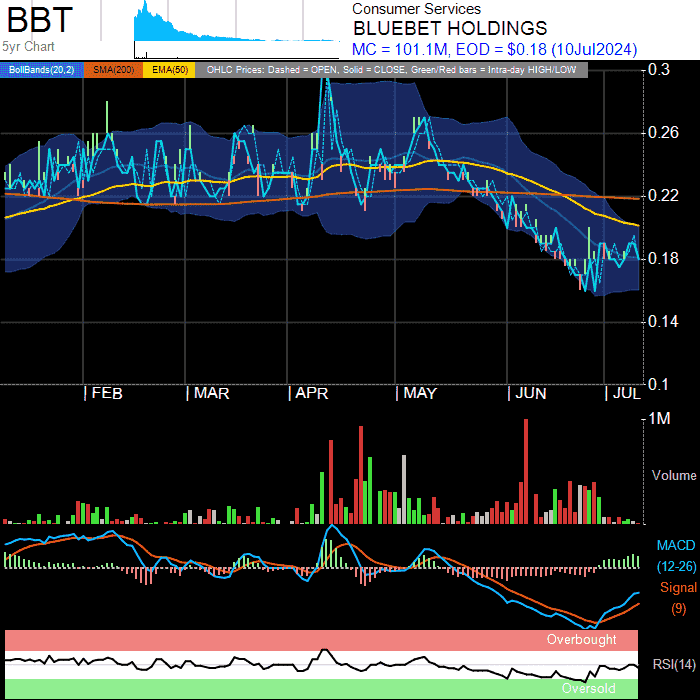 BBT
5yr Chart
Consumer Services
BLUEBET HOLDINGS
MC = 101.1M, EOD = $0.18 (10Jul2024)
BollBands(20,2) SMA(200) EMA(50) OHLC Prices: Dashed = OPEN, Solid = CLOSE, Green/Red bars = Intra-day HIGH/LOW
0.3
0.26
0.22
0.18
0.14
0.1
| FEB | MAR | APR | MAY | JUN | JUL
1M
Volume
MACD
(12-26)
Signal
(9)
Overbought
RSI(14)
Oversold